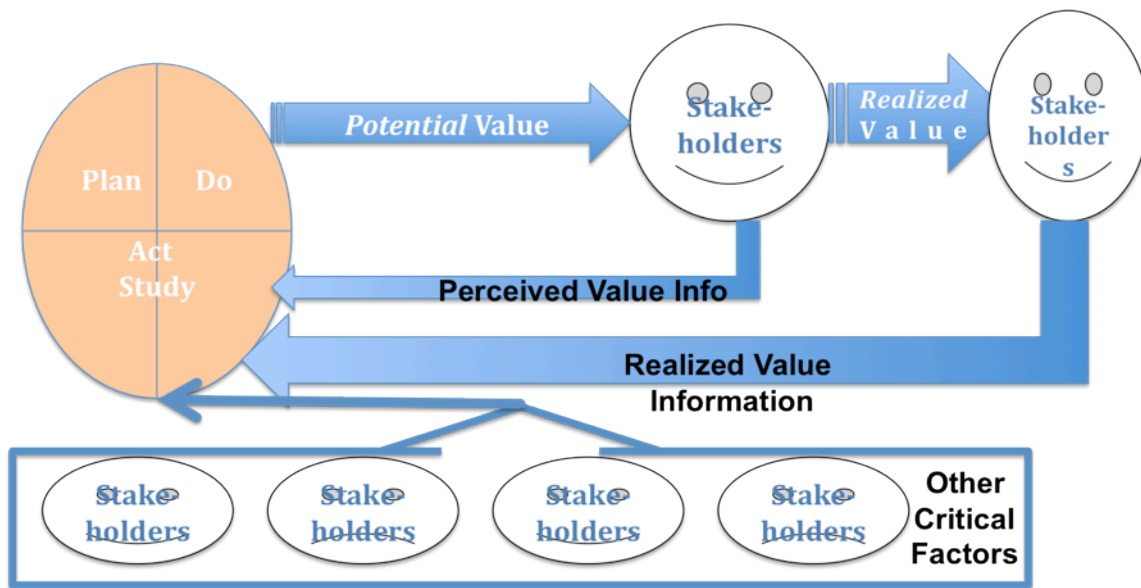 Plan
Do
Act
Study
Potential Value
Stake-
holders
Realized
Value
Stake-
holder
s
Perceived Value Info
Realized Value
Information
Stake-
holders
Stake-
holders
Stake-
holders
Stake-
holders
Other
Critical
Factors